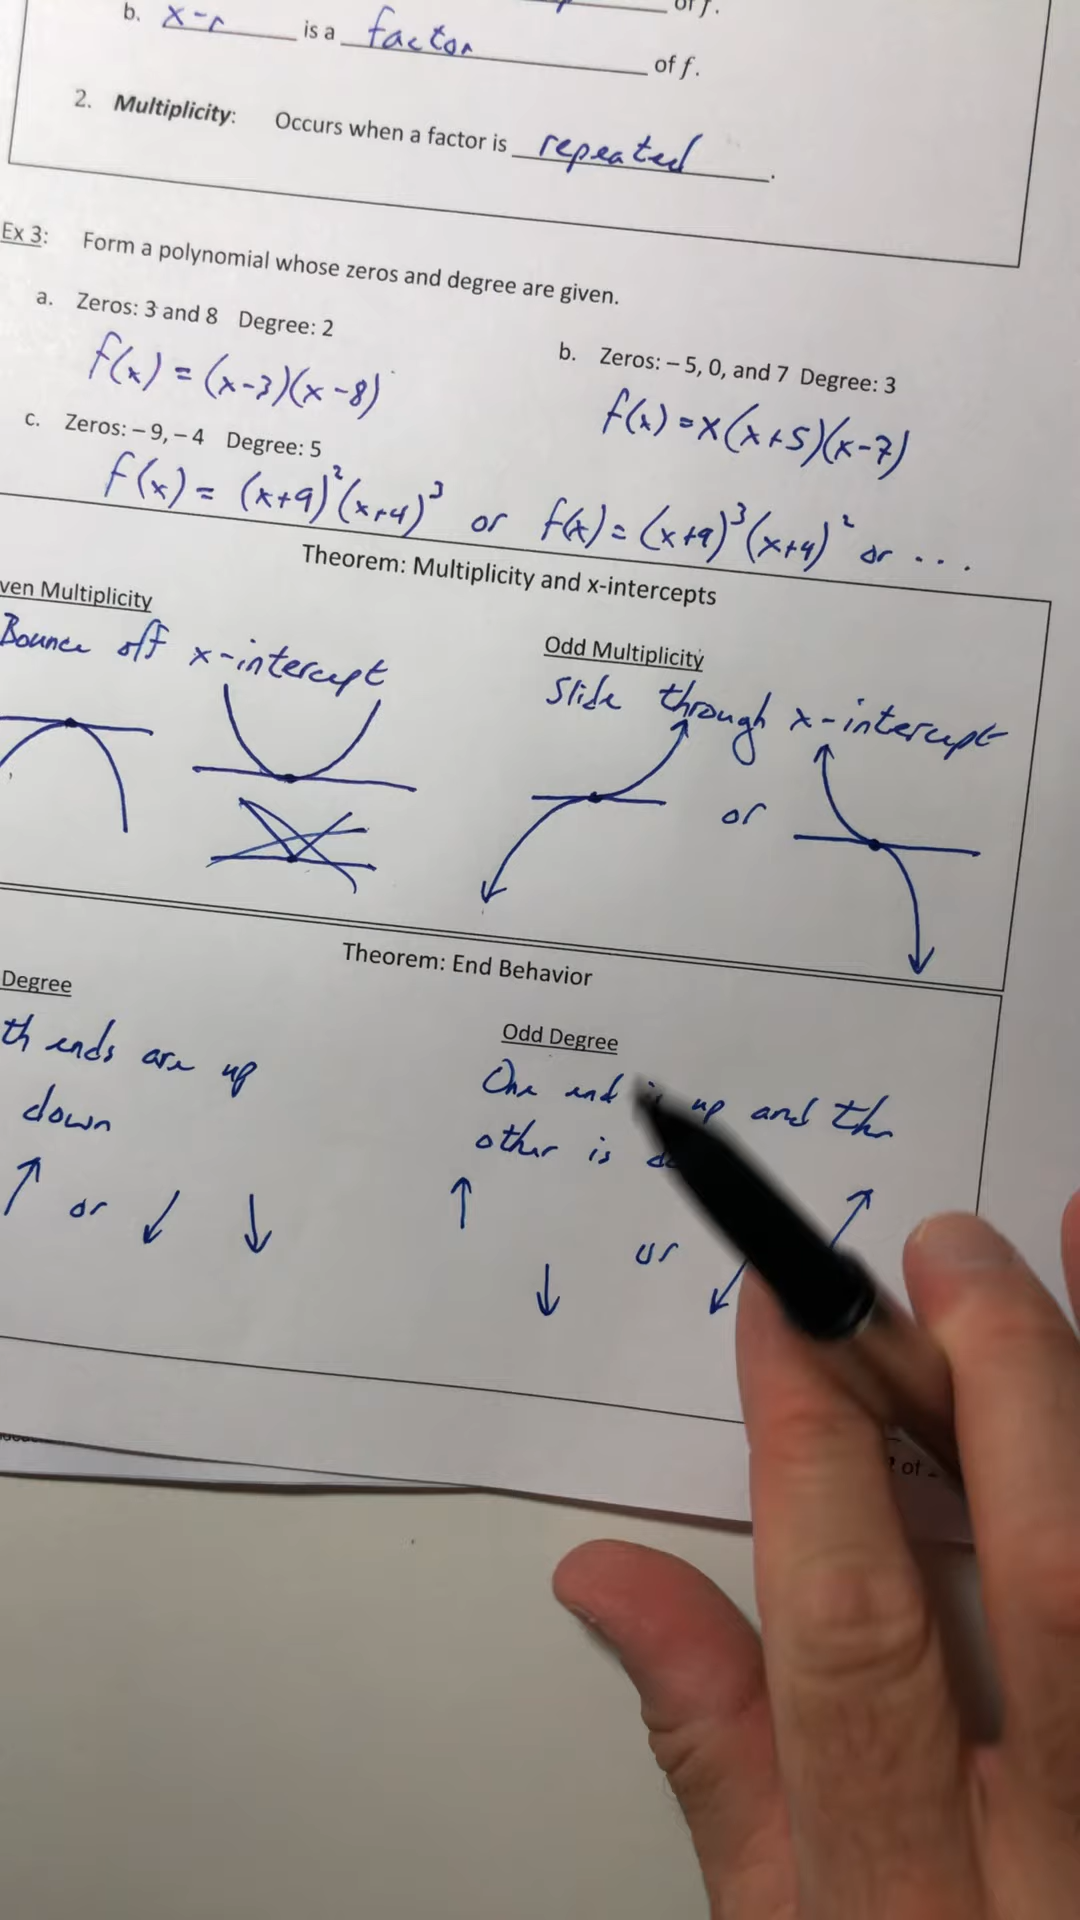 of f.
b. x-r is a factor of f.
2. Multiplicity: Occurs when a factor is repeated.
Ex 3: Form a polynomial whose zeros and degree are given.
a. Zeros: 3 and 8 Degree: 2
f(x) = (x-3)(x-8)
b. Zeros: – 5, 0, and 7 Degree: 3
f(x) = x(x+5)(x-7)
c. Zeros: – 9, – 4 Degree: 5
f(x) = (x+9)²(x+4)³ or f(x) = (x+9)³(x+4)² or ...
Theorem: Multiplicity and x-intercepts
ven Multiplicity
Bounce off x-intercept
Odd Multiplicity
Slide through x-intercept
or
Theorem: End Behavior
Degree
th ends are up
down
or
Odd Degree
One end is up and the
other is
or
of